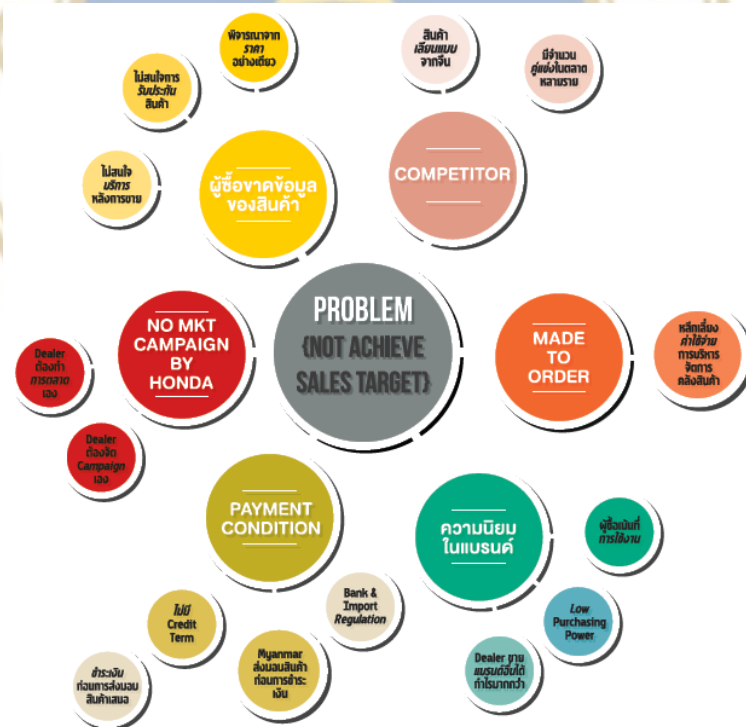 พิจารณาจาก
ราคา
อย่างเดียว
สินค้า
เลียนแบบ
จากจีน
มีจำนวน
คู่แข่งในตลาด
หลายราย
ไม่สนใจการ
รับประกัน
สินค้า
ไม่สนใจ
บริการ
หลังการขาย
ผู้ซื้อขาดข้อมูล
ของสินค้า
COMPETITOR
PROBLEM
{NOT ACHIEVE
SALES TARGET}
NO MKT
CAMPAIGN
BY
HONDA
MADE
TO
ORDER
หลีกเลี่ยง
ค่าใช้จ่าย
การบริหาร
จัดการ
คลังสินค้า
Dealer
ต้องทำ
การตลาด
เอง
Dealer
ต้องจัด
Campaign
เอง
PAYMENT
CONDITION
ความนิยม
ในแบรนด์
ผู้ซื้อเน้นที่
การใช้งาน
ไม่มี
Credit
Term
Bank &
Import
Regulation
Low
Purchasing
Power
ชำระเงิน
ก่อนการส่งมอบ
สินค้าเสมอ
Myanmar
ส่งมอบสินค้า
ก่อนการชำระ
เงิน
Dealer ขาย
แบรนด์อื่นได้
กำไรมากกว่า